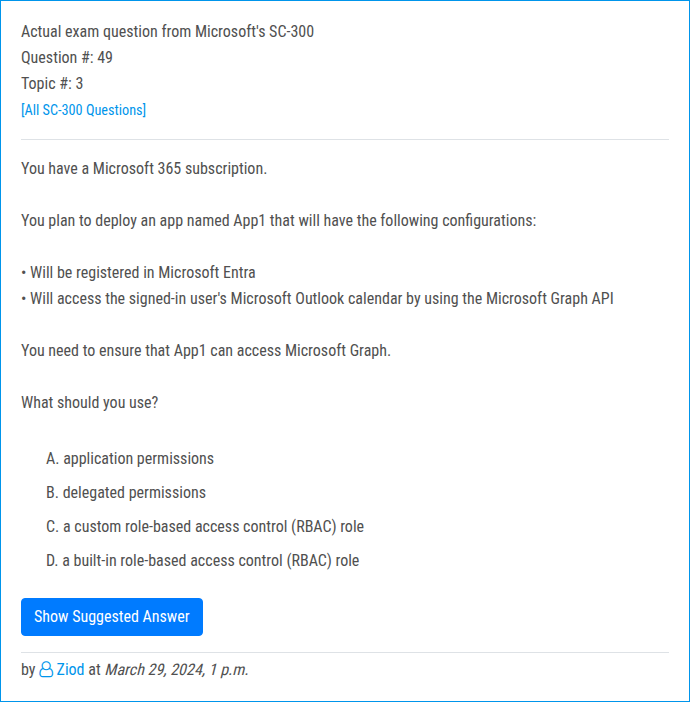 Actual exam question from Microsoft's SC-300
Question #: 49
Topic #: 3
[All SC-300 Questions]
You have a Microsoft 365 subscription.
You plan to deploy an app named App1 that will have the following configurations:
• Will be registered in Microsoft Entra
• Will access the signed-in user's Microsoft Outlook calendar by using the Microsoft Graph API
You need to ensure that App1 can access Microsoft Graph.
What should you use?
A. application permissions
B. delegated permissions
C. a custom role-based access control (RBAC) role
D. a built-in role-based access control (RBAC) role
Show Suggested Answer
by Ziod at March 29, 2024, 1 p.m.